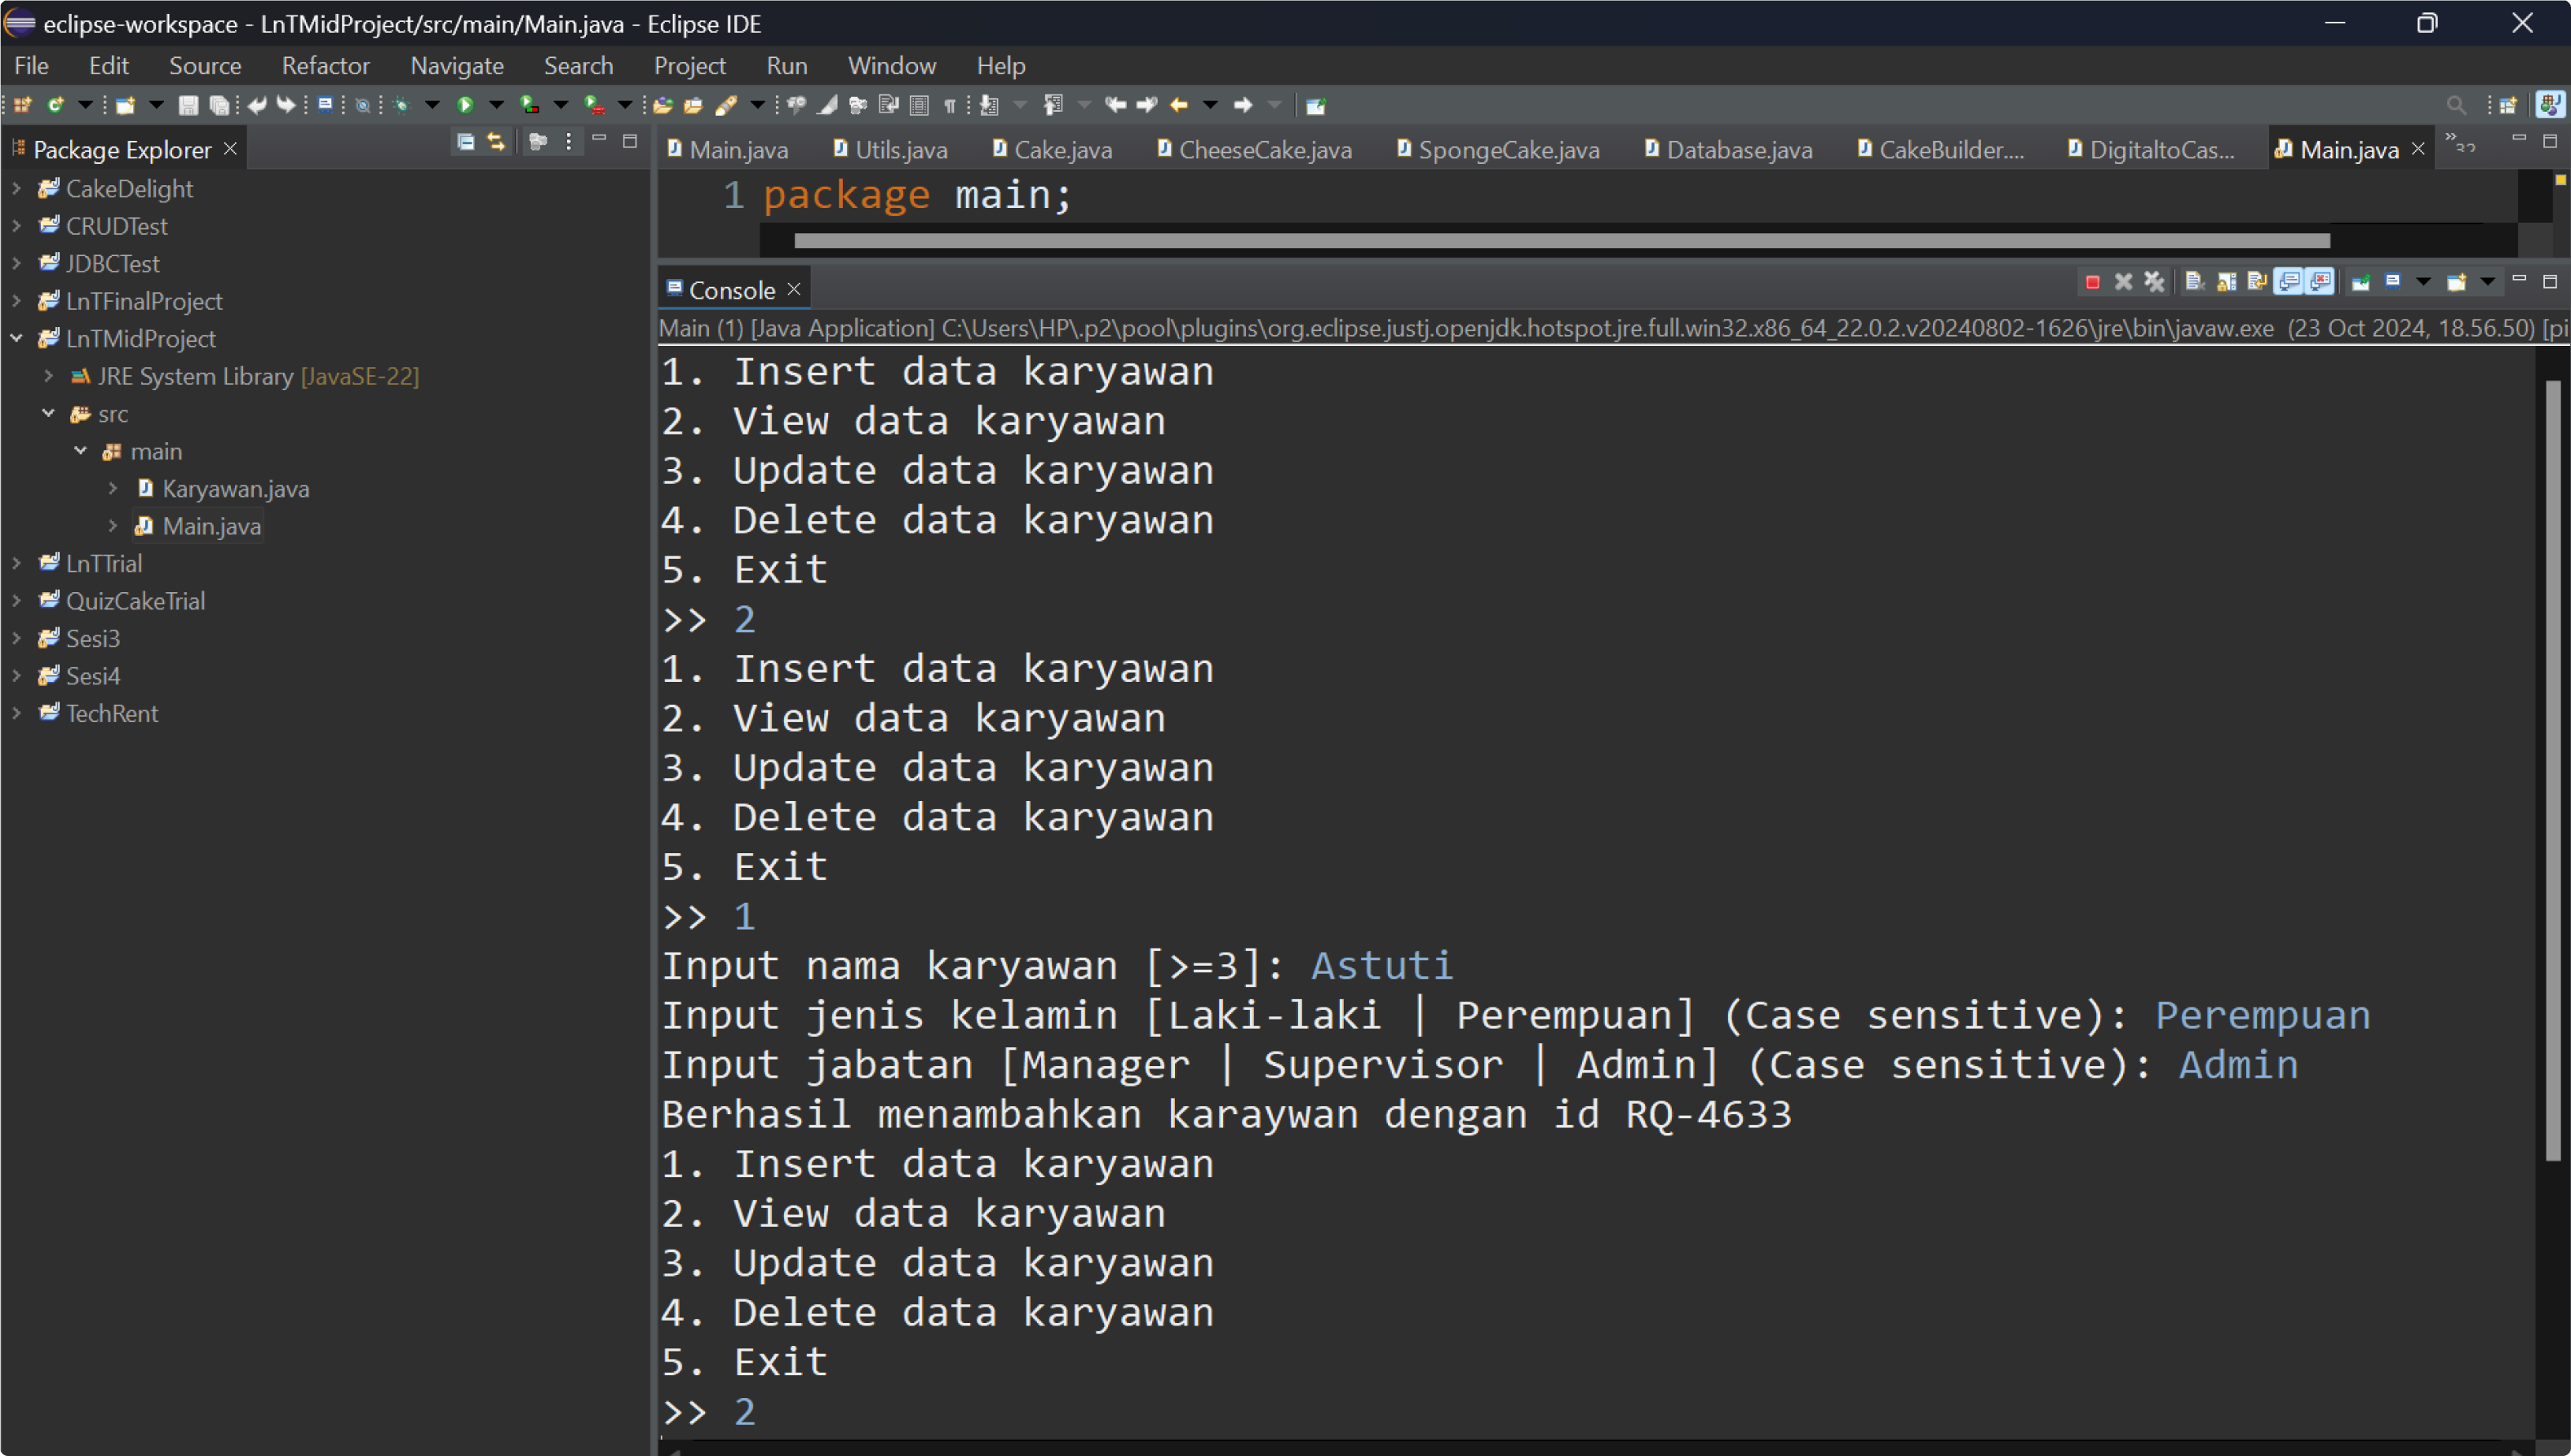 eclipse-workspace - LnTMidProject/src/main/Main.java - Eclipse IDE
File Edit Source Refactor Navigate Search Project Run Window Help
Package Explorer
CakeDelight
CRUDTest
JDBCTest
LnTFinalProject
LnTMidProject
JRE System Library [JavaSE-22]
src
main
Karyawan.java
Main.java
LnTTrial
QuizCakeTrial
Sesi3
Sesi4
TechRent
Main.java Utils.java Cake.java CheeseCake.java SpongeCake.java Database.java CakeBuilder.... DigitaltoCas... Main.java
1 package main;
Console
Main (1) [Java Application] C:\Users\HP\.p2\pool\plugins\org.eclipse.justj.openjdk.hotspot.jre.full.win32.x86_64_22.0.2.v20240802-1626\jre\bin\javaw.exe (23 Oct 2024, 18.56.50) [pi
1. Insert data karyawan
2. View data karyawan
3. Update data karyawan
4. Delete data karyawan
5. Exit
>> 2
1. Insert data karyawan
2. View data karyawan
3. Update data karyawan
4. Delete data karyawan
5. Exit
>> 1
Input nama karyawan [>=3]: Astuti
Input jenis kelamin [Laki-laki | Perempuan] (Case sensitive): Perempuan
Input jabatan [Manager | Supervisor | Admin] (Case sensitive): Admin
Berhasil menambahkan karaywan dengan id RQ-4633
1. Insert data karyawan
2. View data karyawan
3. Update data karyawan
4. Delete data karyawan
5. Exit
>> 2